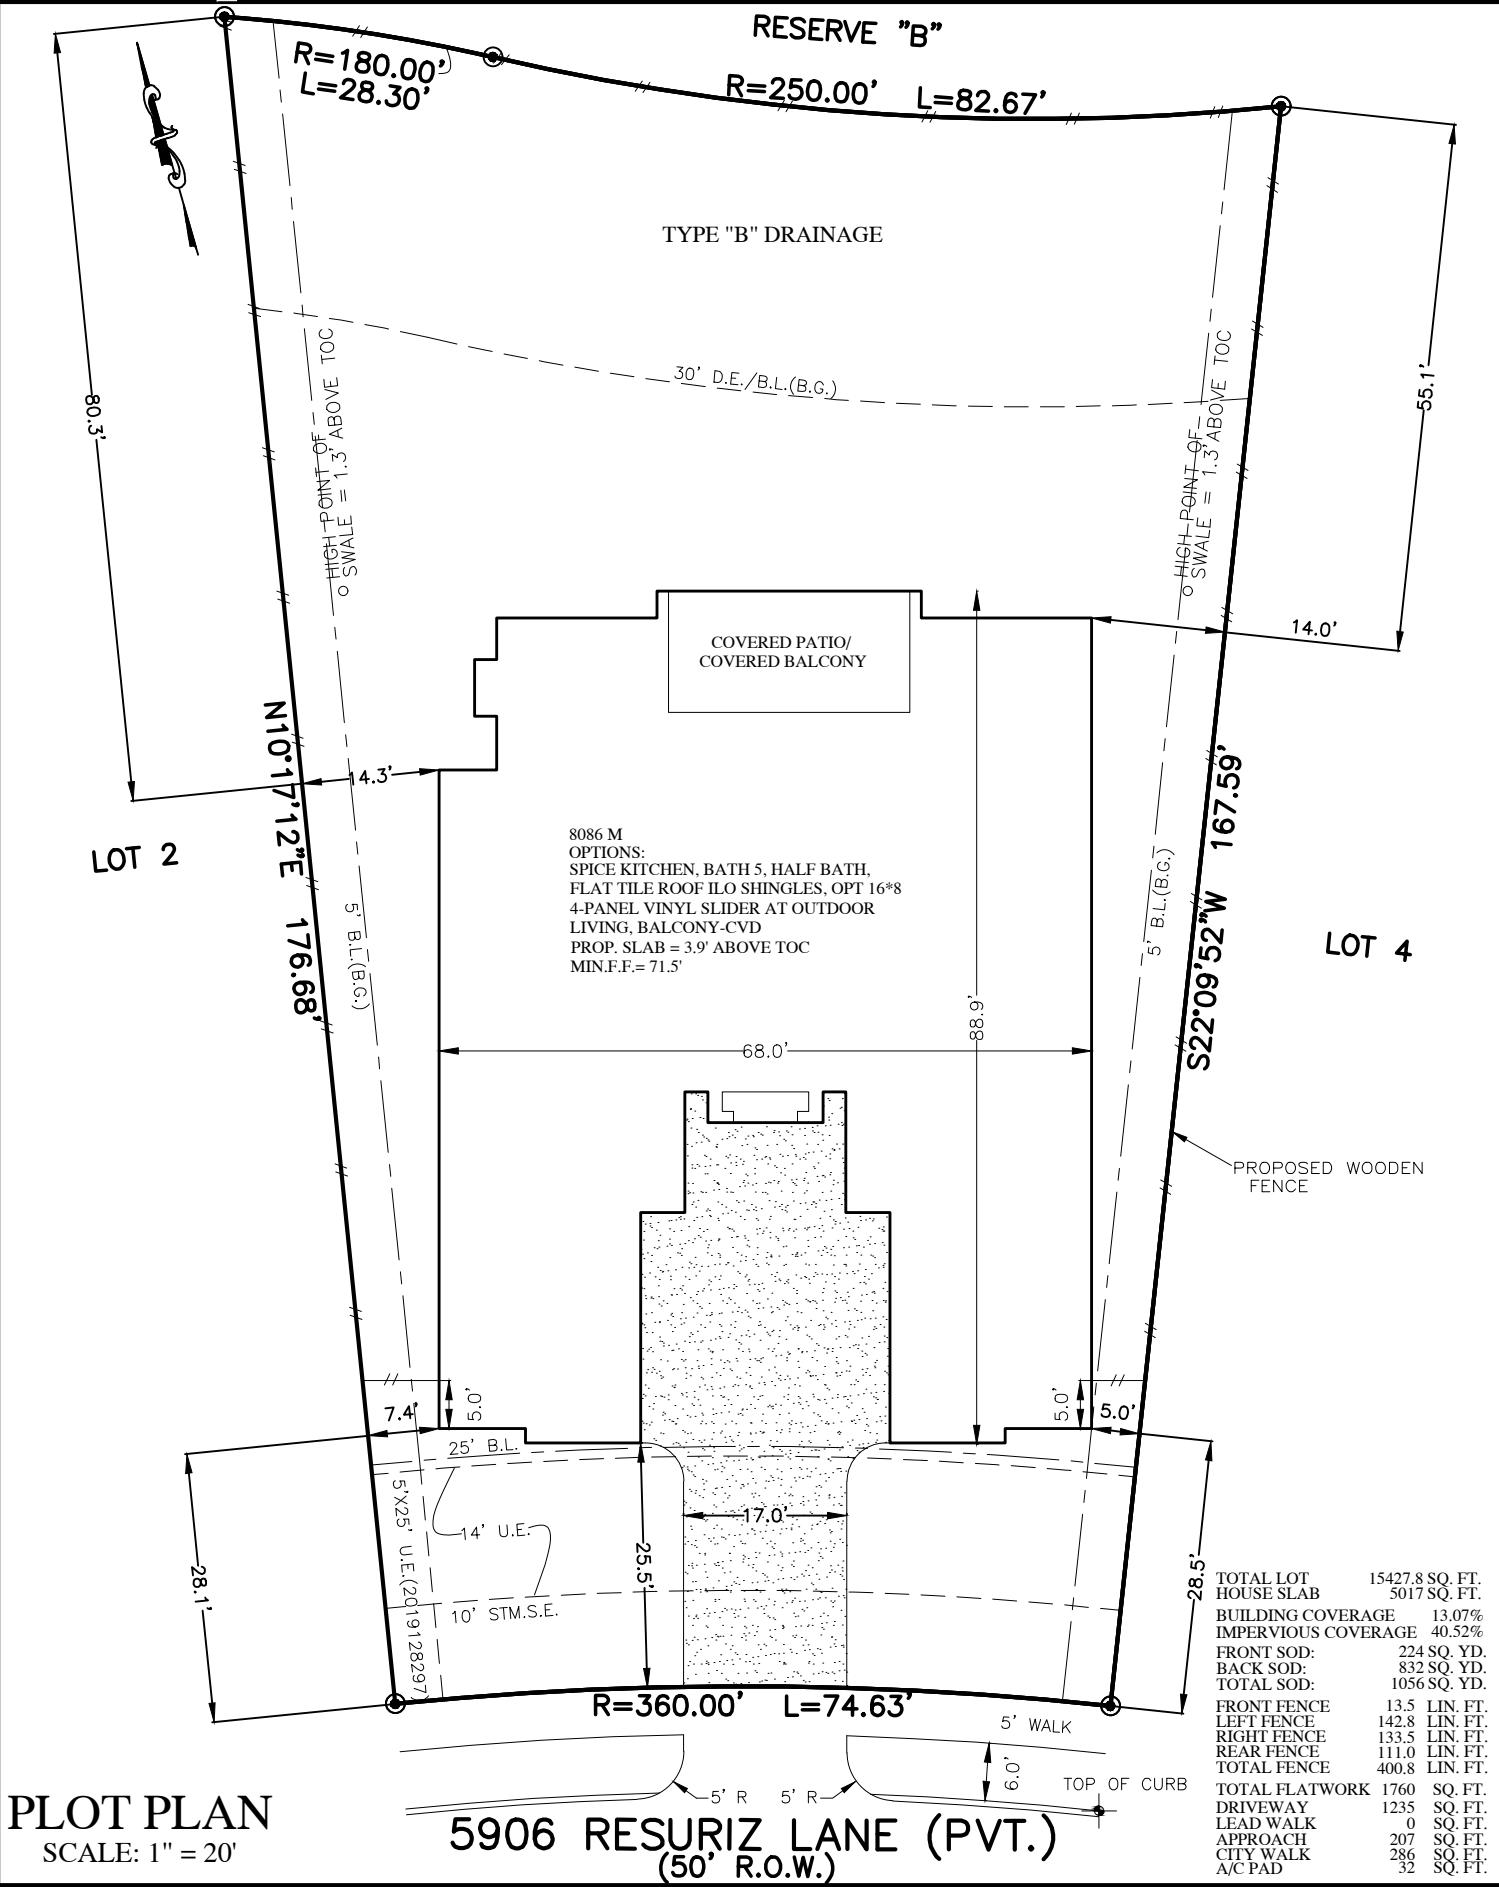 RESERVE "B"
R=180.00'
L=28.30'
R=250.00' L=82.67'
TYPE "B" DRAINAGE
30' D.E./B.L.(B.G.)
HIGH POINT OF
SWALE = 1.3' ABOVE TOC
HIGH POINT OF
SWALE = 1.3' ABOVE TOC
80.3'
55.1'
14.0'
COVERED PATIO/
COVERED BALCONY
N10°17'12"E 176.68'
14.3'
LOT 2
5' B.L.(B.G.)
8086 M
OPTIONS:
SPICE KITCHEN, BATH 5, HALF BATH,
FLAT TILE ROOF ILO SHINGLES, OPT 16*8
4-PANEL VINYL SLIDER AT OUTDOOR
LIVING, BALCONY-CVD
PROP. SLAB = 3.9' ABOVE TOC
MIN.F.F.= 71.5'
88.9'
68.0'
5' B.L.(B.G.)
S22°09'52"W 167.59'
LOT 4
PROPOSED WOODEN
FENCE
7.4'
5.0'
5.0'
5.0'
25' B.L.
14' U.E.
5'X25' U.E.(2019128297)
10' STM.S.E.
17.0'
25.5'
28.1'
28.5'
R=360.00' L=74.63'
5' WALK
6.0'
TOP OF CURB
5' R
5' R
5906 RESURIZ LANE (PVT.)
(50' R.O.W.)
PLOT PLAN
SCALE: 1" = 20'
TOTAL LOT 15427.8 SQ. FT.
HOUSE SLAB 5017 SQ. FT.
BUILDING COVERAGE 13.07%
IMPERVIOUS COVERAGE 40.52%
FRONT SOD: 224 SQ. YD.
BACK SOD: 832 SQ. YD.
TOTAL SOD: 1056 SQ. YD.
FRONT FENCE 13.5 LIN. FT.
LEFT FENCE 142.8 LIN. FT.
RIGHT FENCE 133.5 LIN. FT.
REAR FENCE 111.0 LIN. FT.
TOTAL FENCE 400.8 LIN. FT.
TOTAL FLATWORK 1760 SQ. FT.
DRIVEWAY 1235 SQ. FT.
LEAD WALK 0 SQ. FT.
APPROACH 207 SQ. FT.
CITY WALK 286 SQ. FT.
A/C PAD 32 SQ. FT.